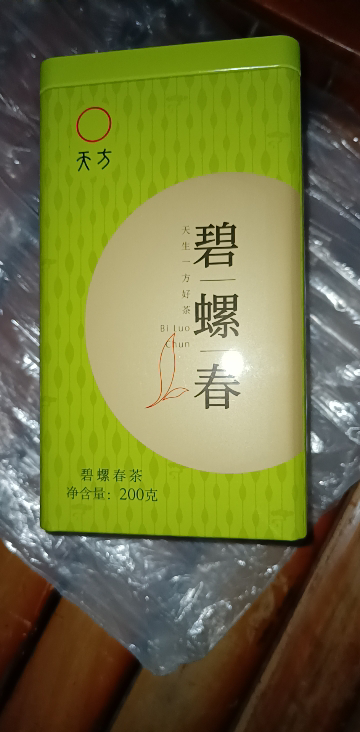 天方
碧螺春
天生一方好茶
Bi Luo
Chun
碧螺春茶
净含量：200克